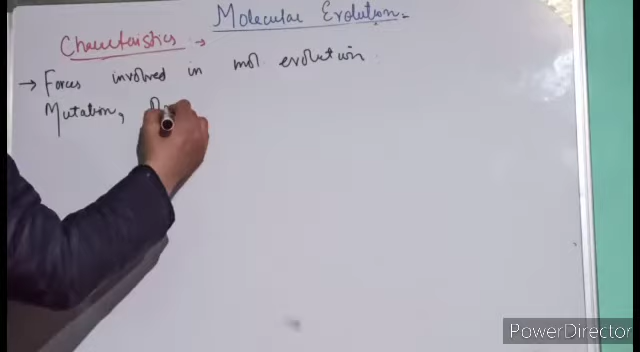 Molecular Evolution
Characteristics :→
→ Forces involved in mol evolution
Mutation,
PowerDirector